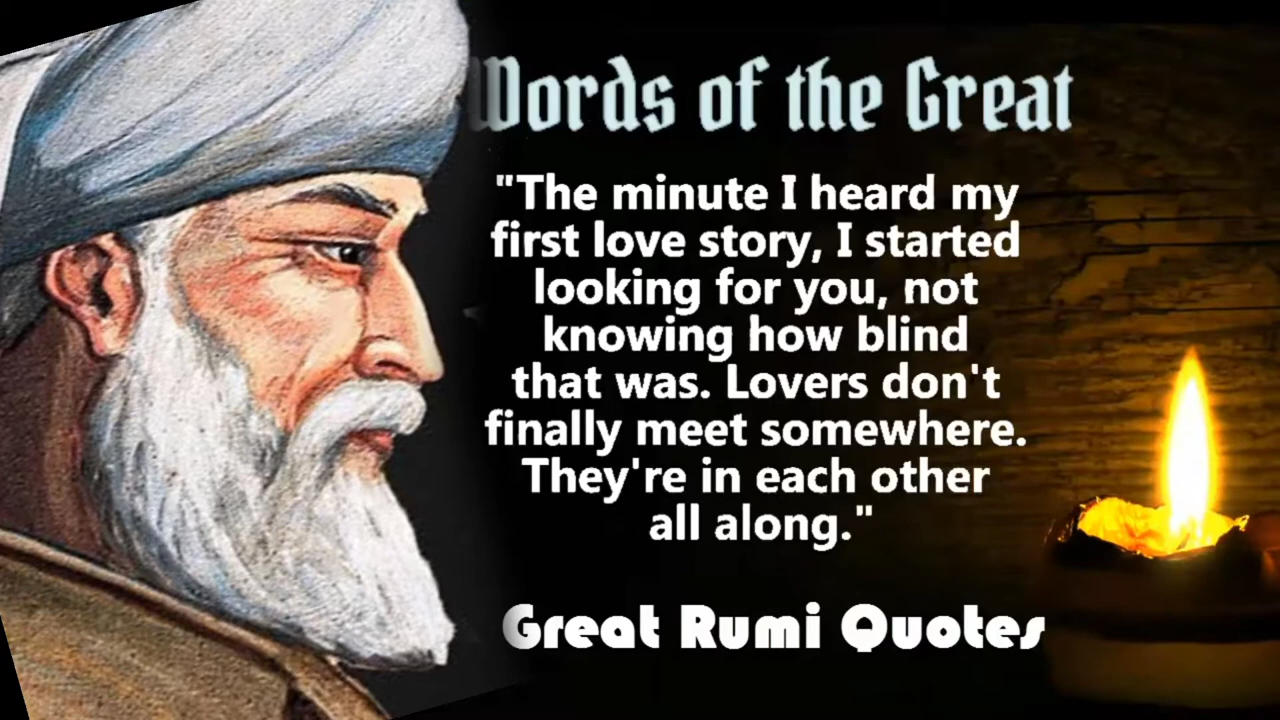 Words of the Great
"The minute I heard my
first love story, I started
looking for you, not
knowing how blind
that was. Lovers don't
finally meet somewhere.
They're in each other
all along."
Great Rumi Quotes